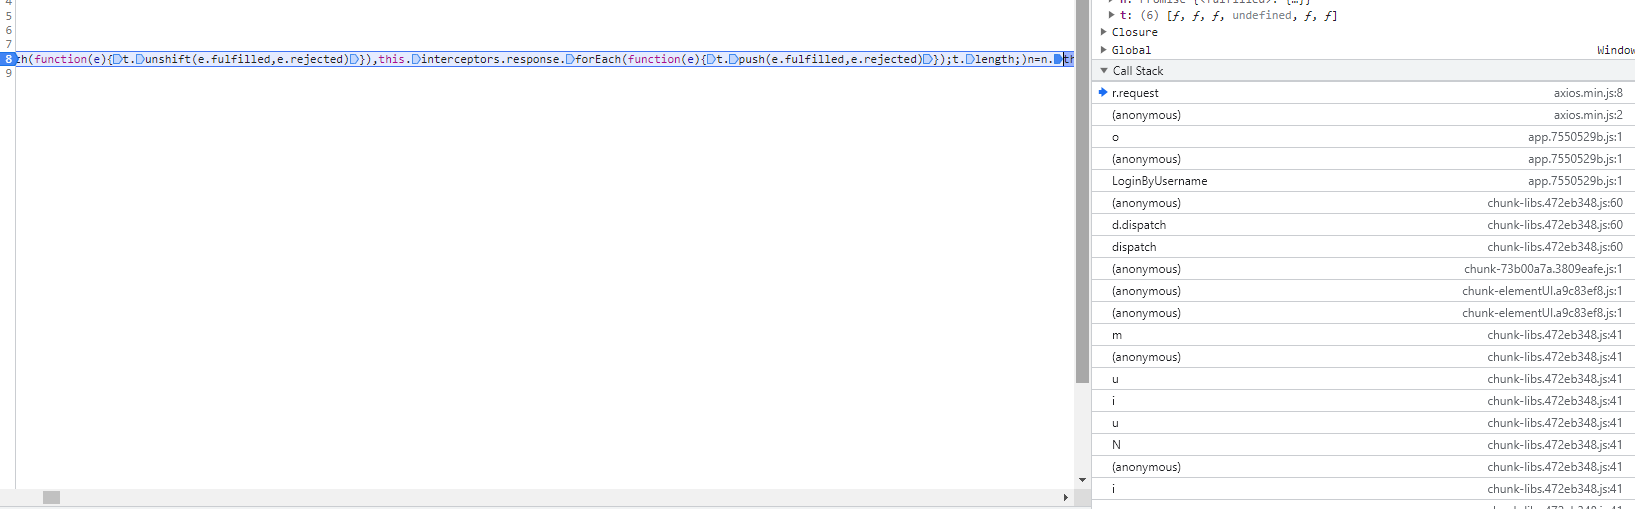 4
5
6
7
8 ch(function(e){t.unshift(e.fulfilled,e.rejected)}),this.interceptors.response.forEach(function(e){t.push(e.fulfilled,e.rejected)});t.length;)n=n.th
9
t: (6) [ƒ, ƒ, ƒ, undefined, ƒ, ƒ]
Closure
Global Window
Call Stack
r.request axios.min.js:8
(anonymous) axios.min.js:2
o app.7550529b.js:1
(anonymous) app.7550529b.js:1
LoginByUsername app.7550529b.js:1
(anonymous) chunk-libs.472eb348.js:60
d.dispatch chunk-libs.472eb348.js:60
dispatch chunk-libs.472eb348.js:60
(anonymous) chunk-73b00a7a.3809eafe.js:1
(anonymous) chunk-elementUI.a9c83ef8.js:1
(anonymous) chunk-elementUI.a9c83ef8.js:1
m chunk-libs.472eb348.js:41
(anonymous) chunk-libs.472eb348.js:41
u chunk-libs.472eb348.js:41
i chunk-libs.472eb348.js:41
u chunk-libs.472eb348.js:41
N chunk-libs.472eb348.js:41
(anonymous) chunk-libs.472eb348.js:41
i chunk-libs.472eb348.js:41